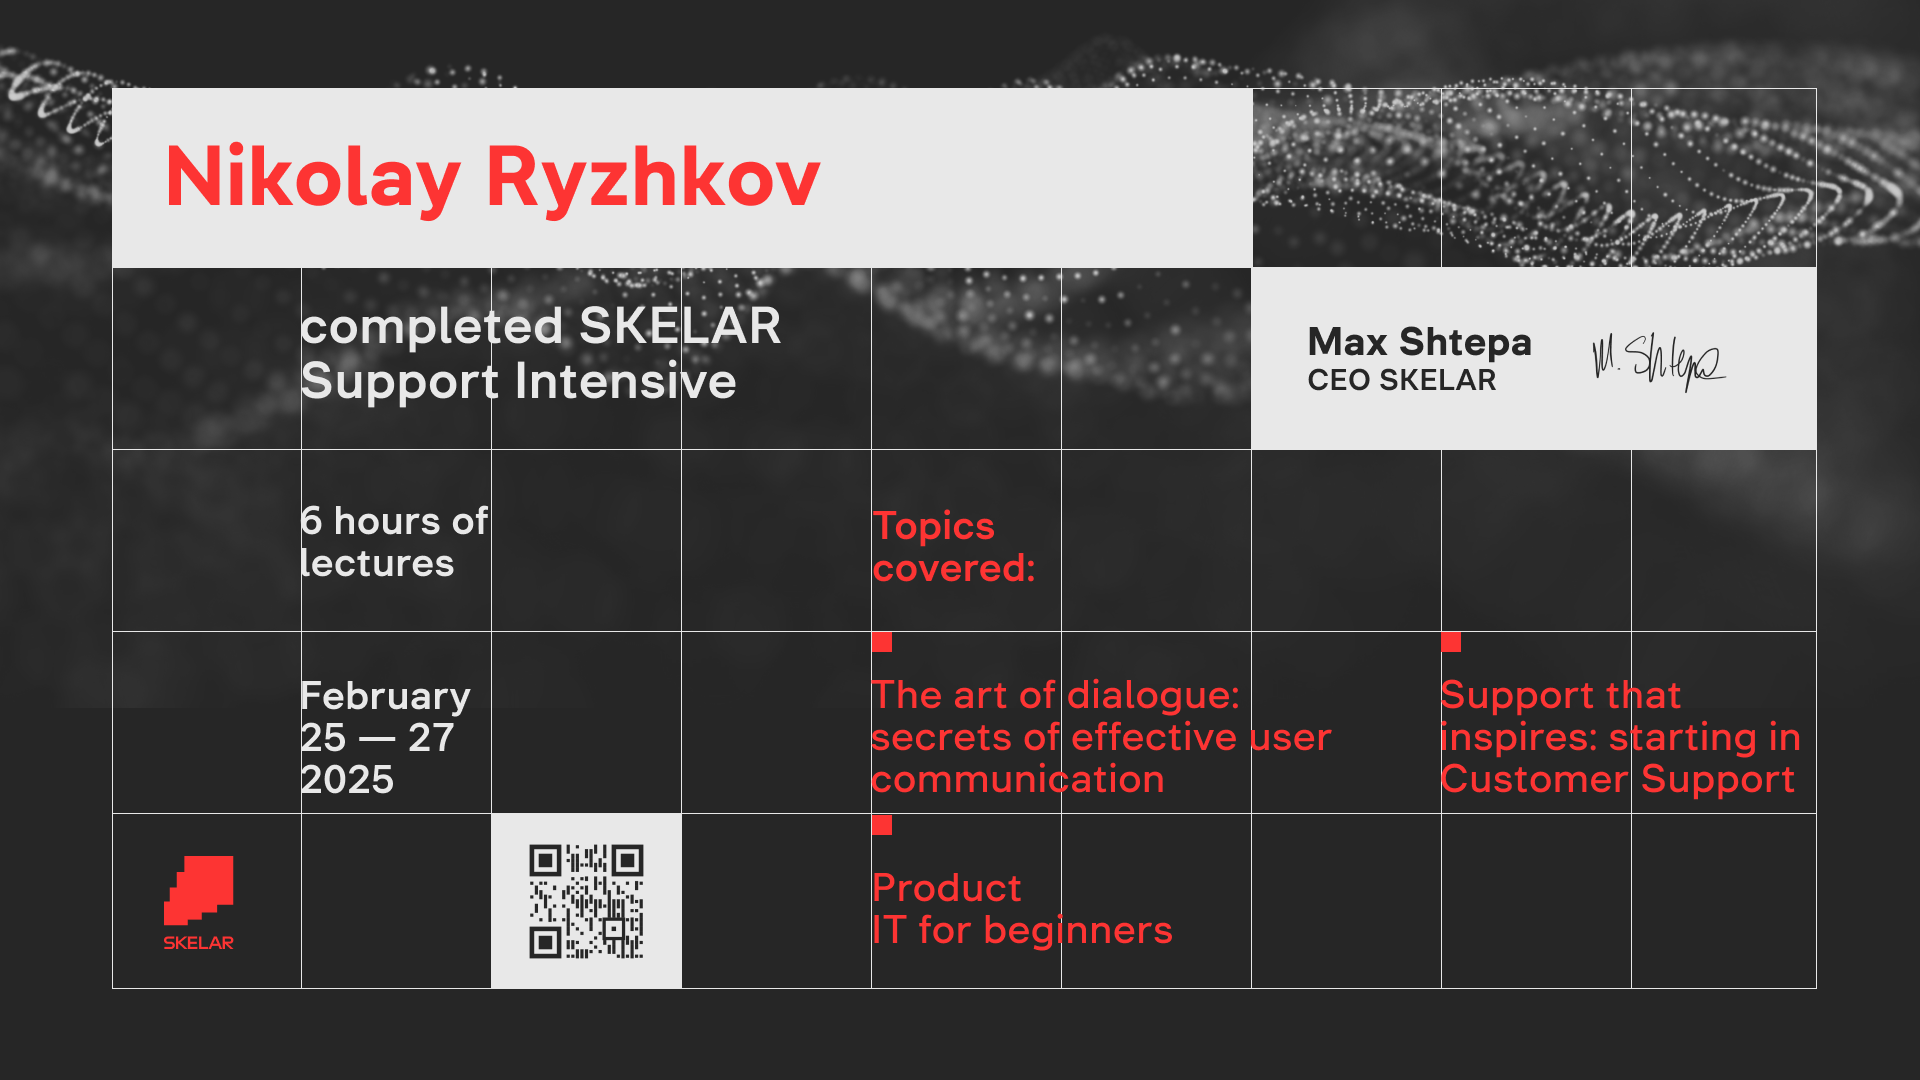 Nikolay Ryzhkov
completed SKELAR
Support Intensive
Max Shtepa
CEO SKELAR
M. Shtepa
6 hours of
lectures
Topics
covered:
February
25 — 27
2025
The art of dialogue:
secrets of effective user
communication
Support that
inspires: starting in
Customer Support
Product
IT for beginners
SKELAR